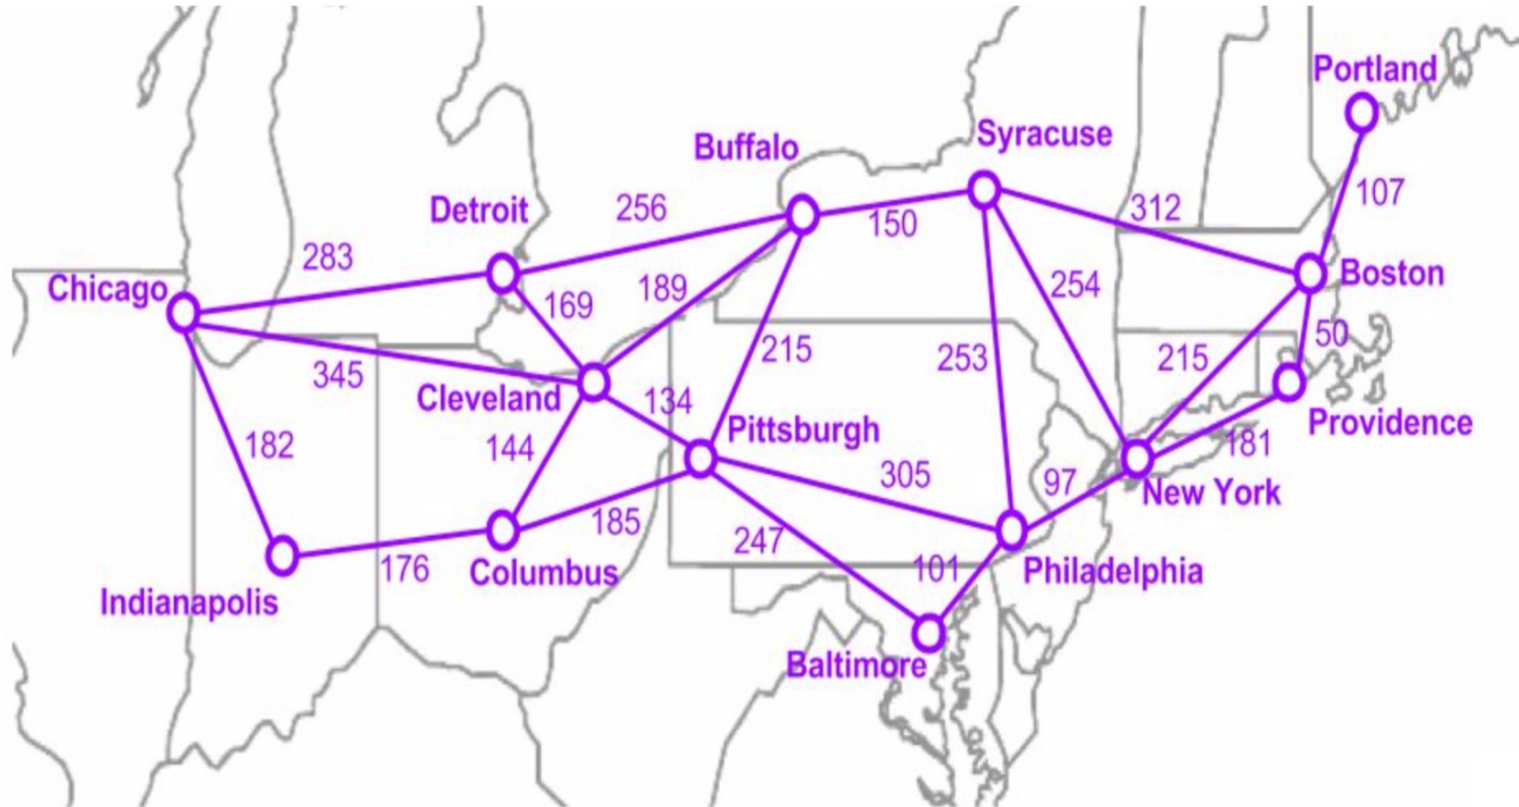 Portland
Syracuse
Buffalo
107
Detroit
256
312
150
283
Boston
Chicago
189
254
169
50
215
253
215
345
Cleveland
134
Providence
Pittsburgh
182
144
181
305
97
New York
185
247
176
Columbus
101
Philadelphia
Indianapolis
Baltimore